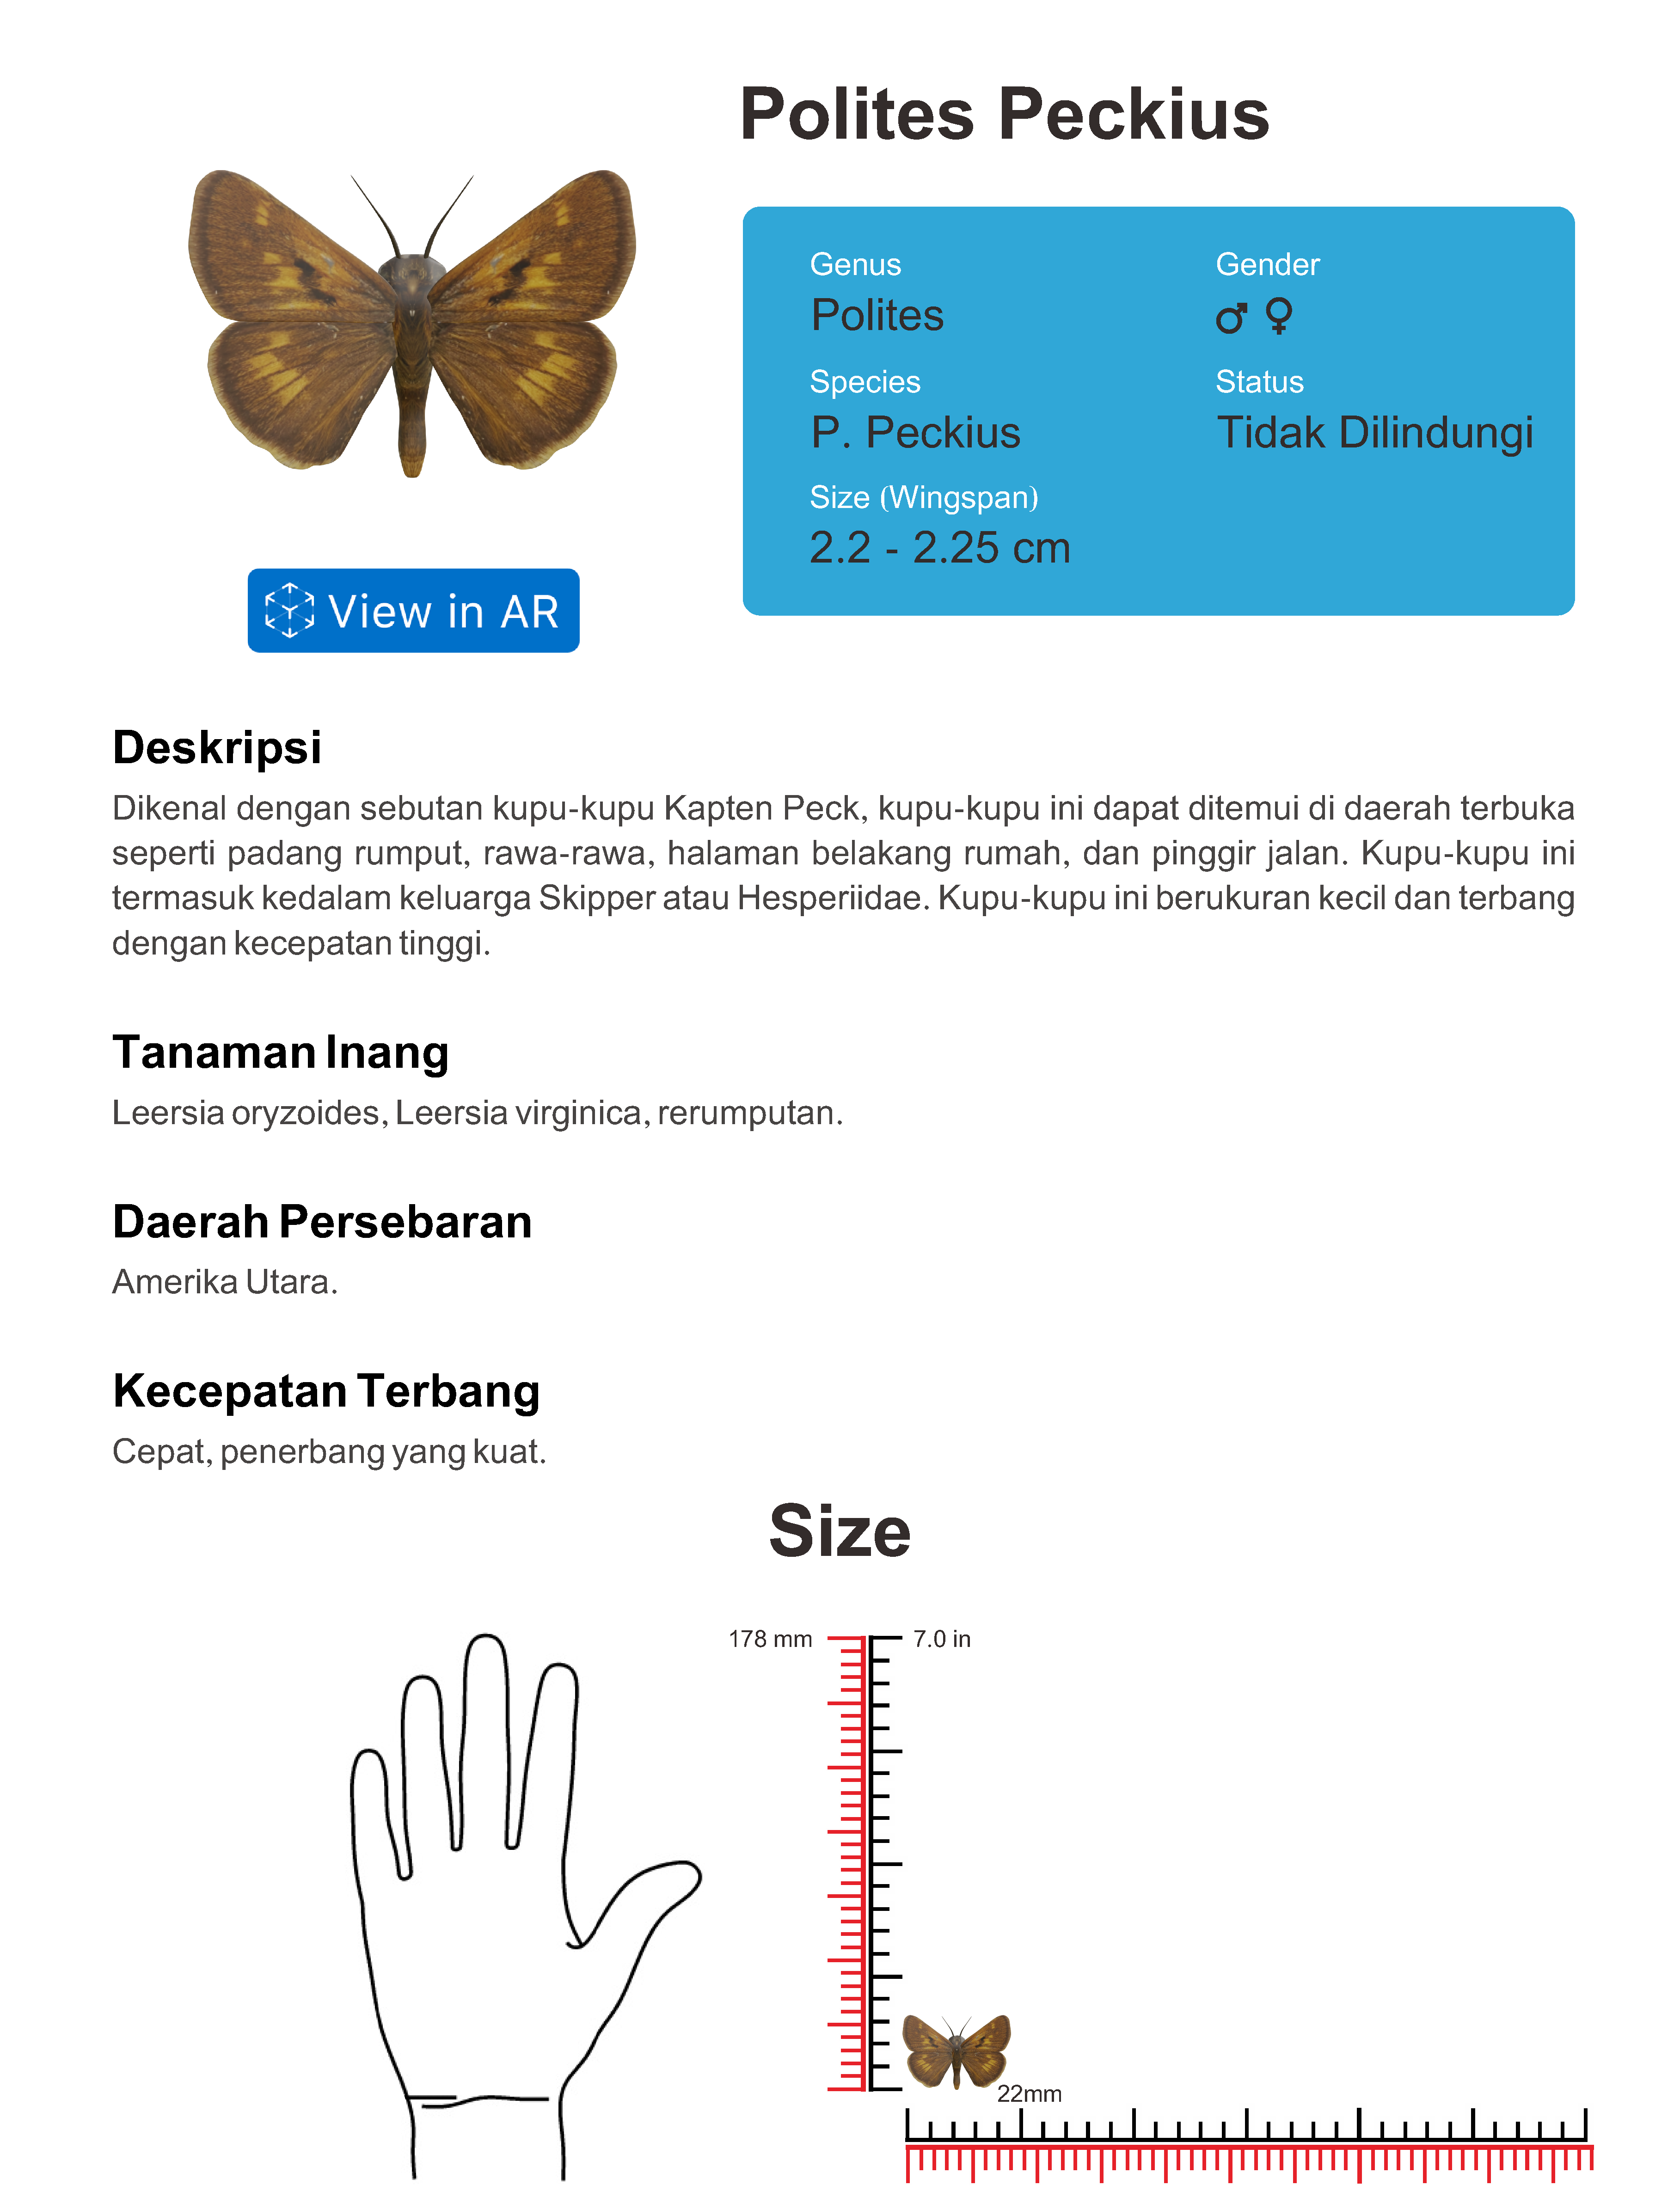 Polites Peckius
Genus
Polites
Gender
♂ ♀
Species
P. Peckius
Status
Tidak Dilindungi
Size (Wingspan)
2.2 - 2.25 cm
View in AR
Deskripsi
Dikenal dengan sebutan kupu-kupu Kapten Peck, kupu-kupu ini dapat ditemui di daerah terbuka
seperti padang rumput, rawa-rawa, halaman belakang rumah, dan pinggir jalan. Kupu-kupu ini
termasuk kedalam keluarga Skipper atau Hesperiidae. Kupu-kupu ini berukuran kecil dan terbang
dengan kecepatan tinggi.
Tanaman Inang
Leersia oryzoides, Leersia virginica, rerumputan.
Daerah Persebaran
Amerika Utara.
Kecepatan Terbang
Cepat, penerbang yang kuat.
Size
178 mm
7.0 in
22mm